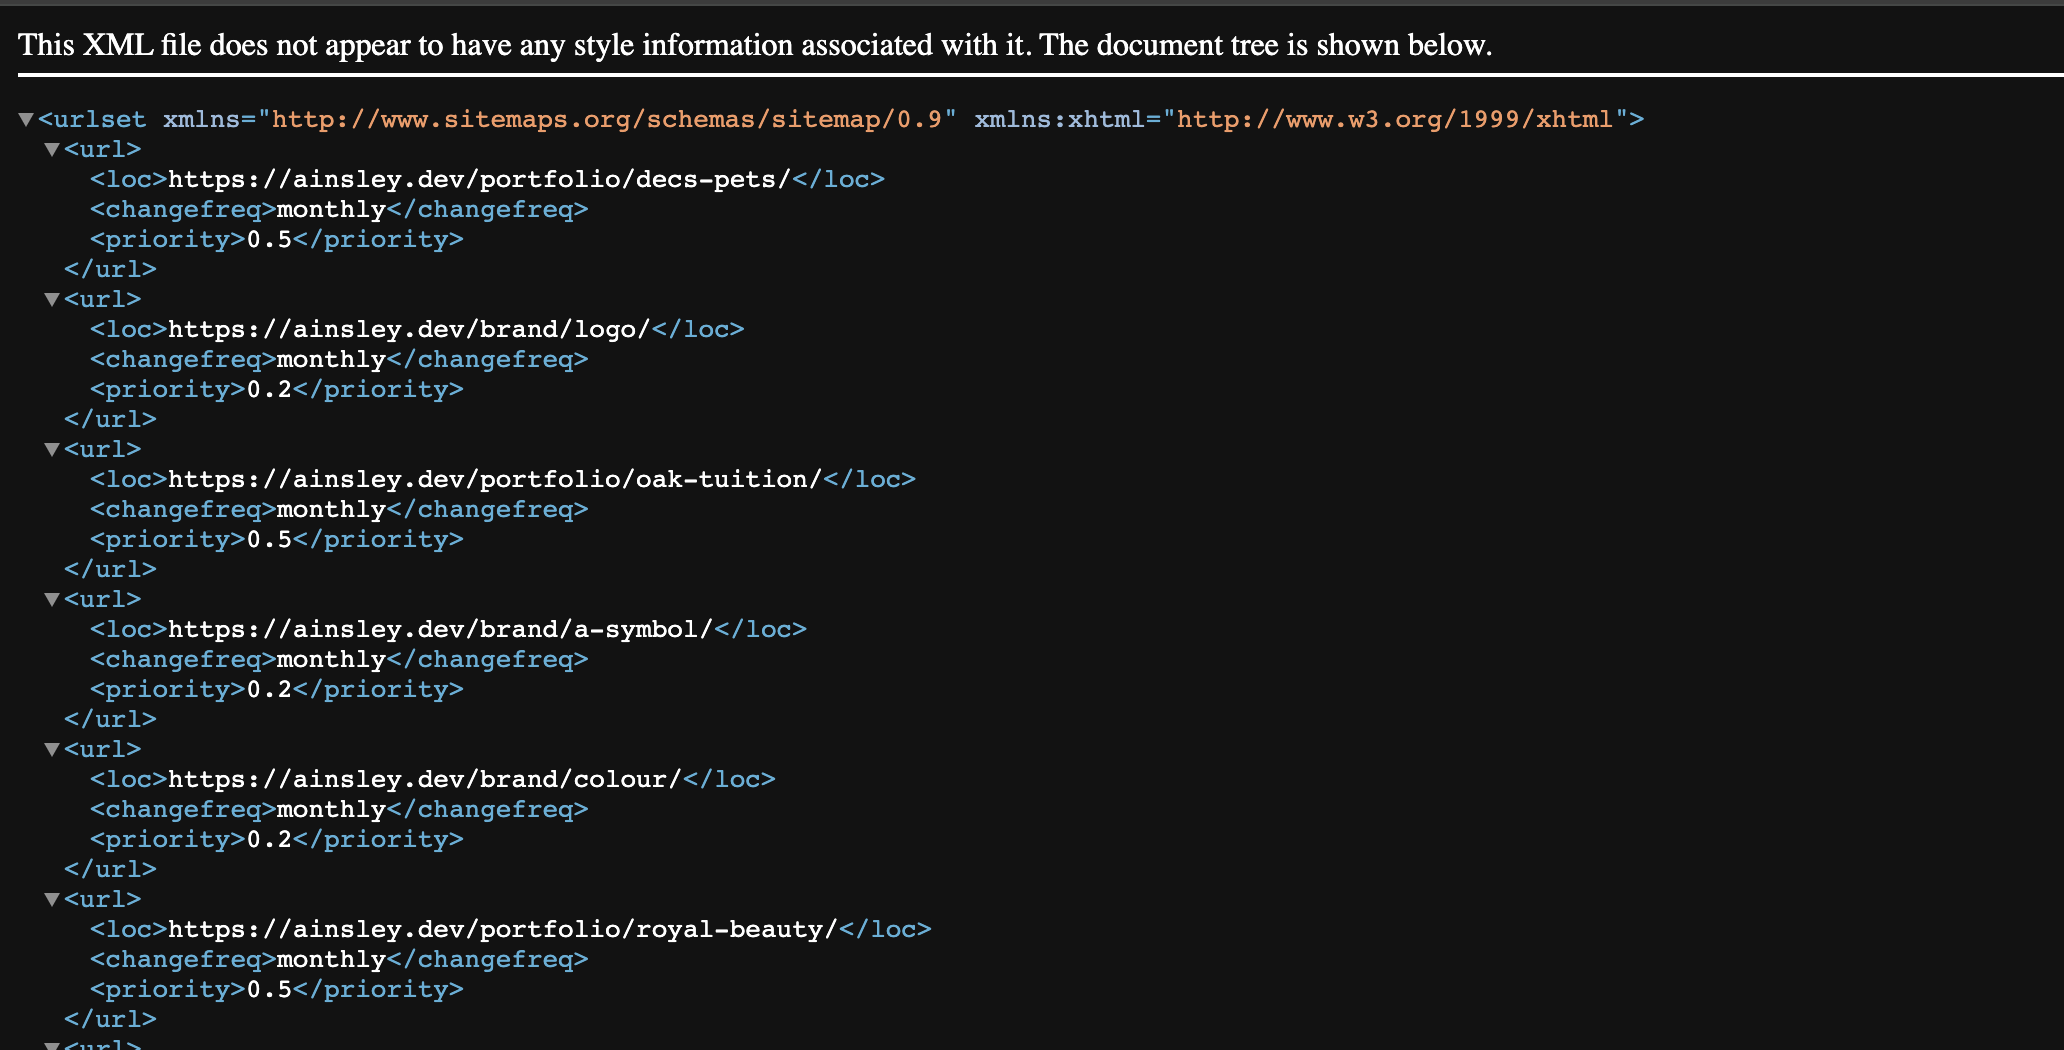 This XML file does not appear to have any style information associated with it. The document tree is shown below.
▼<urlset xmlns="http://www.sitemaps.org/schemas/sitemap/0.9" xmlns:xhtml="http://www.w3.org/1999/xhtml">
▼<url>
<loc>https://ainsley.dev/portfolio/decs-pets/</loc>
<changefreq>monthly</changefreq>
<priority>0.5</priority>
</url>
▼<url>
<loc>https://ainsley.dev/brand/logo/</loc>
<changefreq>monthly</changefreq>
<priority>0.2</priority>
</url>
▼<url>
<loc>https://ainsley.dev/portfolio/oak-tuition/</loc>
<changefreq>monthly</changefreq>
<priority>0.5</priority>
</url>
▼<url>
<loc>https://ainsley.dev/brand/a-symbol/</loc>
<changefreq>monthly</changefreq>
<priority>0.2</priority>
</url>
▼<url>
<loc>https://ainsley.dev/brand/colour/</loc>
<changefreq>monthly</changefreq>
<priority>0.2</priority>
</url>
▼<url>
<loc>https://ainsley.dev/portfolio/royal-beauty/</loc>
<changefreq>monthly</changefreq>
<priority>0.5</priority>
</url>
▼<url>